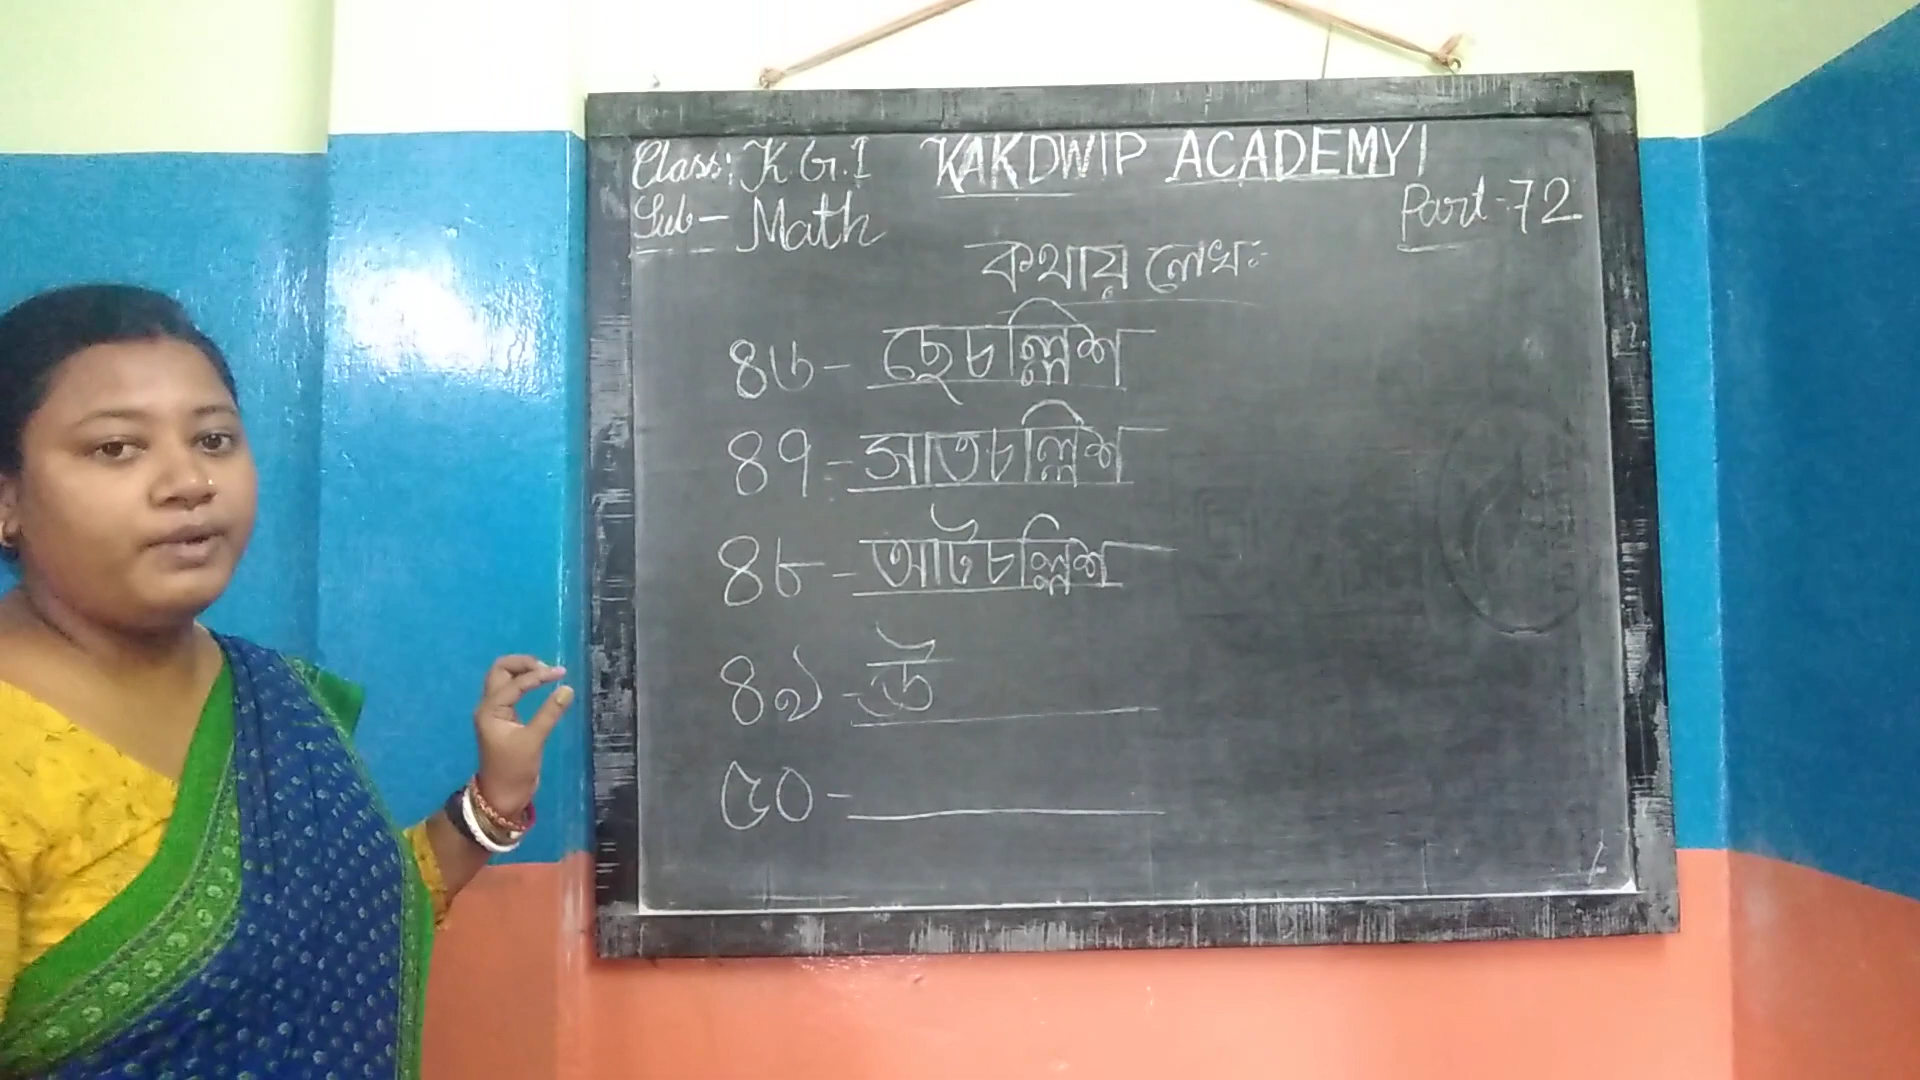 Class: K.G.I KAKDWIP ACADEMY।
Sub - Math Part-72
কথায় লেখ:-
৪৬ - ছেচল্লিশ
৪৭ - সাতচল্লিশ
৪৮ - আটচল্লিশ
৪৯ - উ
৫০ -